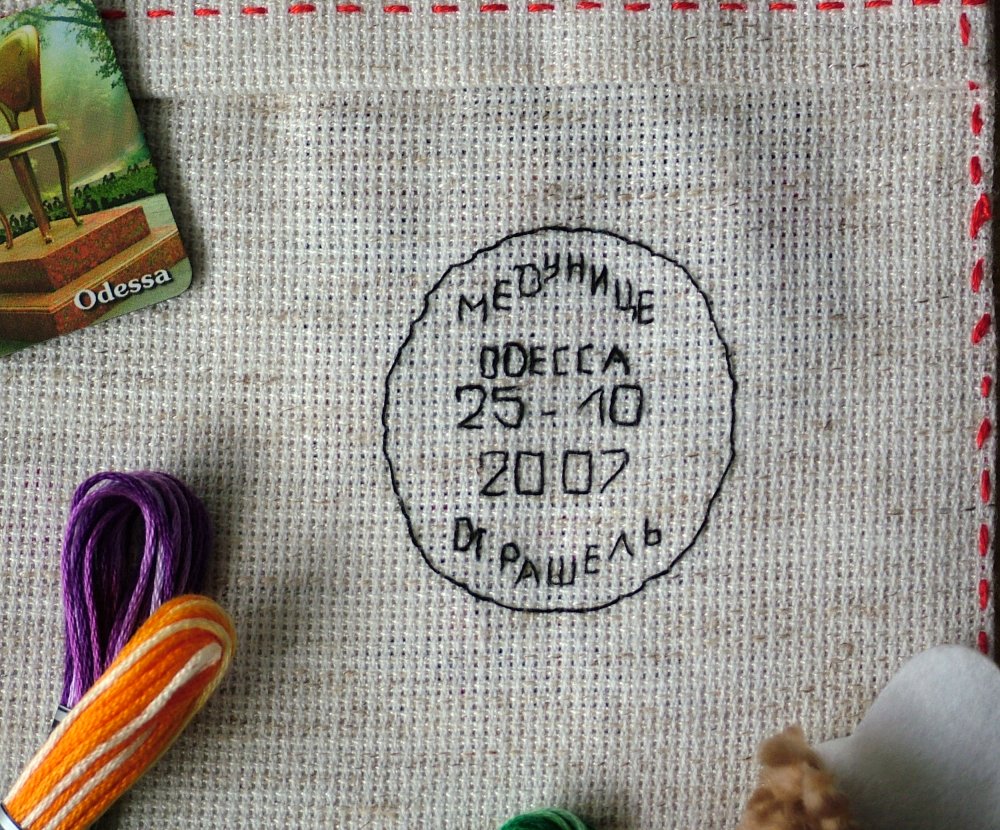 Odessa
МЕДУНИЦЕ
ОДЕССА
25 - 10
2007
ОТ РАШЕЛЬ